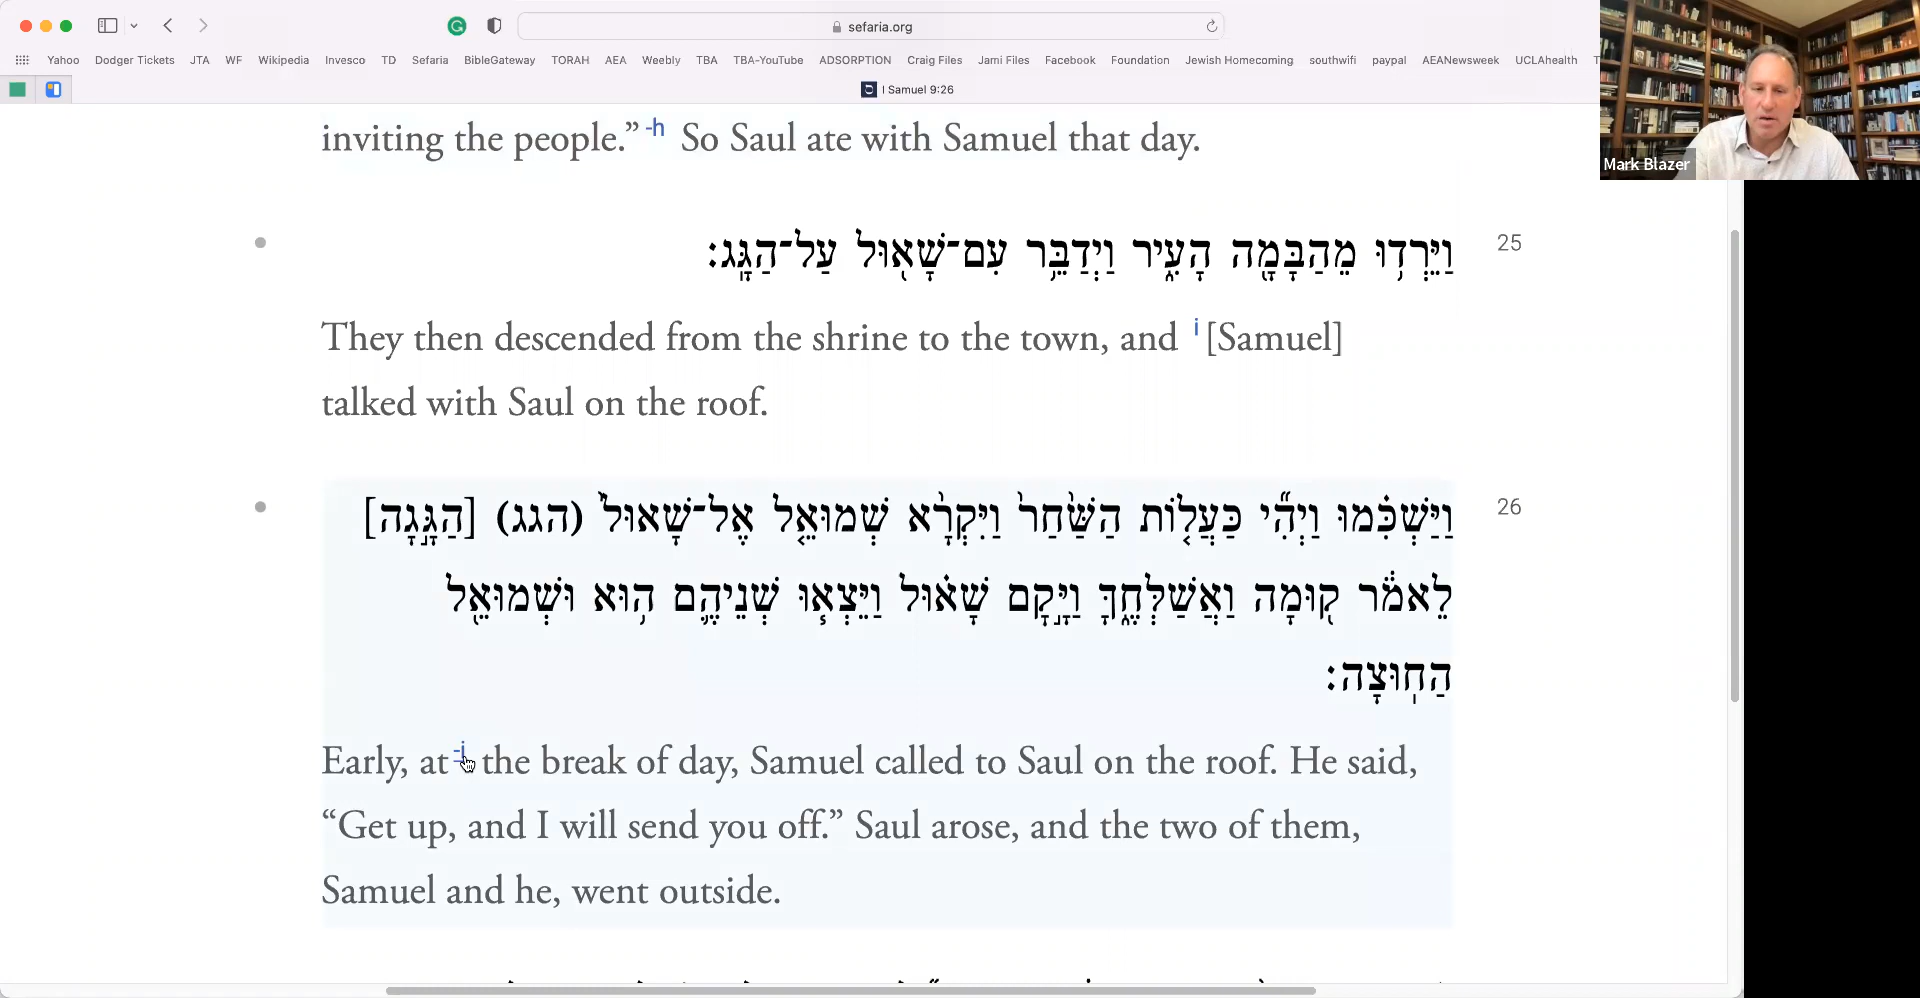 sefaria.org
Yahoo Dodger Tickets JTA WF Wikipedia Invesco TD Sefaria BibleGateway TORAH AEA Weebly TBA TBA-YouTube ADSORPTION Craig Files Jami Files Facebook Foundation Jewish Homecoming southwifi paypal AEANewsweek UCLAhealth
I Samuel 9:26
Mark Blazer
inviting the people.” -h So Saul ate with Samuel that day.
25
וַיֵּרְד֥וּ מֵהַבָּמָ֖ה הָעִ֑יר וַיְדַבֵּ֥ר עִם־שָׁא֖וּל עַל־הַגָּֽג׃
They then descended from the shrine to the town, and i[Samuel]
talked with Saul on the roof.
26
וַיַּשְׁכִּ֗מוּ וַיְהִ֞י כַּעֲל֤וֹת הַשַּׁ֙חַר֙ וַיִּקְרָ֨א שְׁמוּאֵ֤ל אֶל־שָׁאוּל֙ (הגג) [הַגָּ֣גָה]
לֵאמֹ֔ר ק֖וּמָה וַאֲשַׁלְּחֶ֑ךָּ וַיָּ֣קׇם שָׁא֗וּל וַיֵּצְא֧וּ שְׁנֵיהֶ֛ם ה֥וּא וּשְׁמוּאֵ֖ל
הַחֽוּצָה׃
Early, at -i the break of day, Samuel called to Saul on the roof. He said,
“Get up, and I will send you off.” Saul arose, and the two of them,
Samuel and he, went outside.